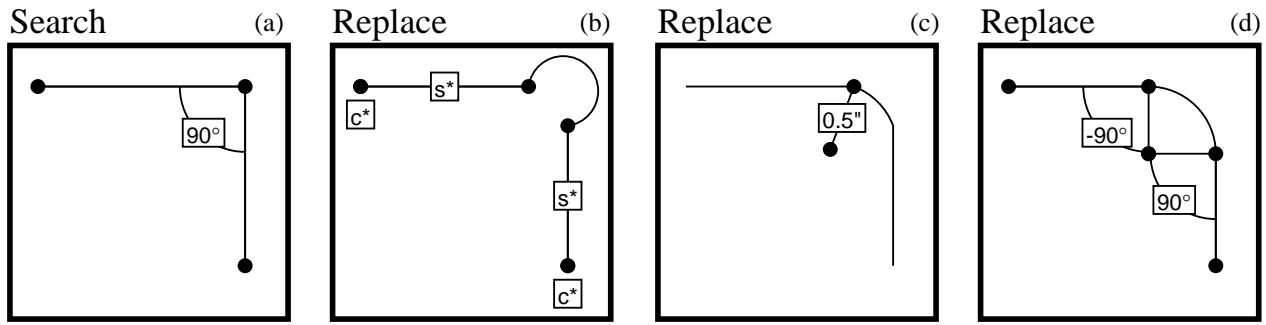 Search (a)
90°
Replace (b)
s*
c*
s*
c*
Replace (c)
0.5"
Replace (d)
-90°
90°